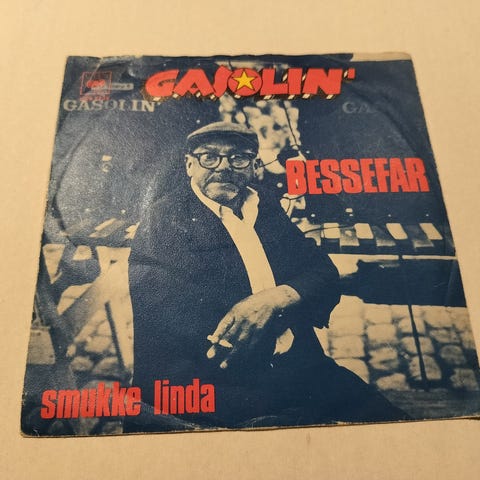 GASOLIN'
GASOLIN'
GAS
BESSEFAR
smukke linda